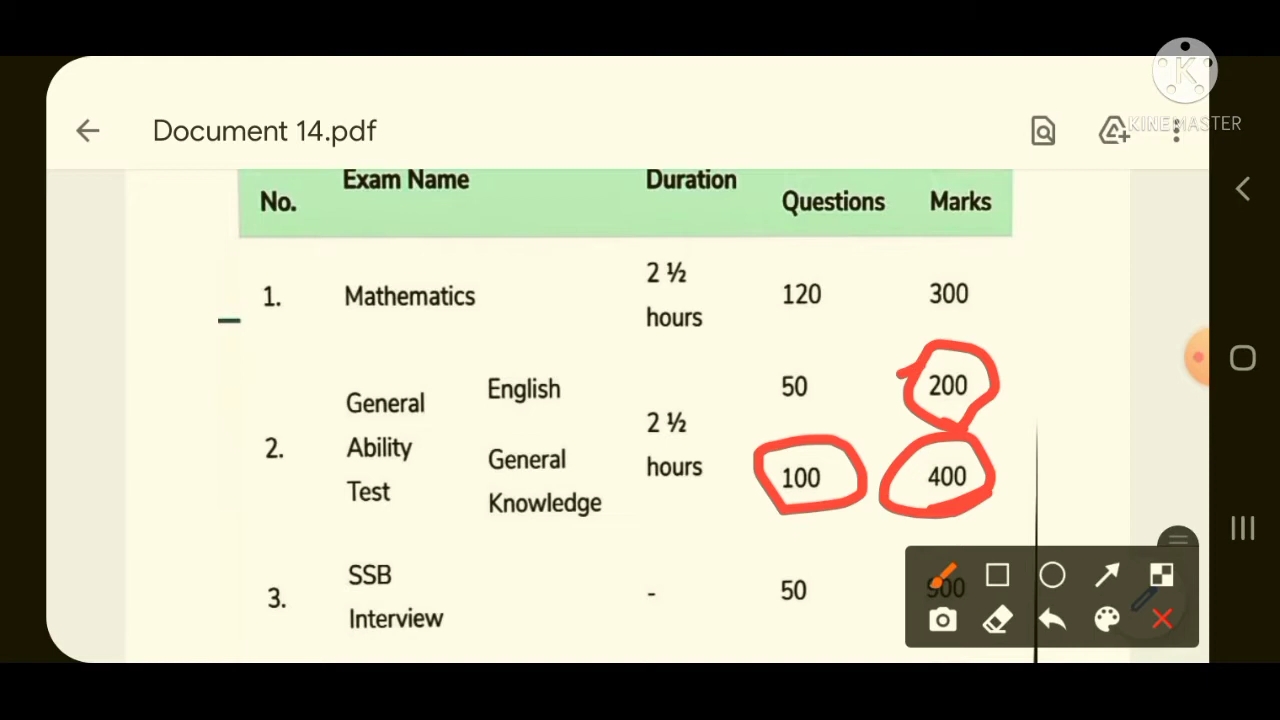 KINEMASTER
Document 14.pdf
No. Exam Name Duration Questions Marks
1. Mathematics 2 ½ hours 120 300
2. General Ability Test English 2 ½ hours 50 200
General Knowledge 100 400
3. SSB Interview - 50 900